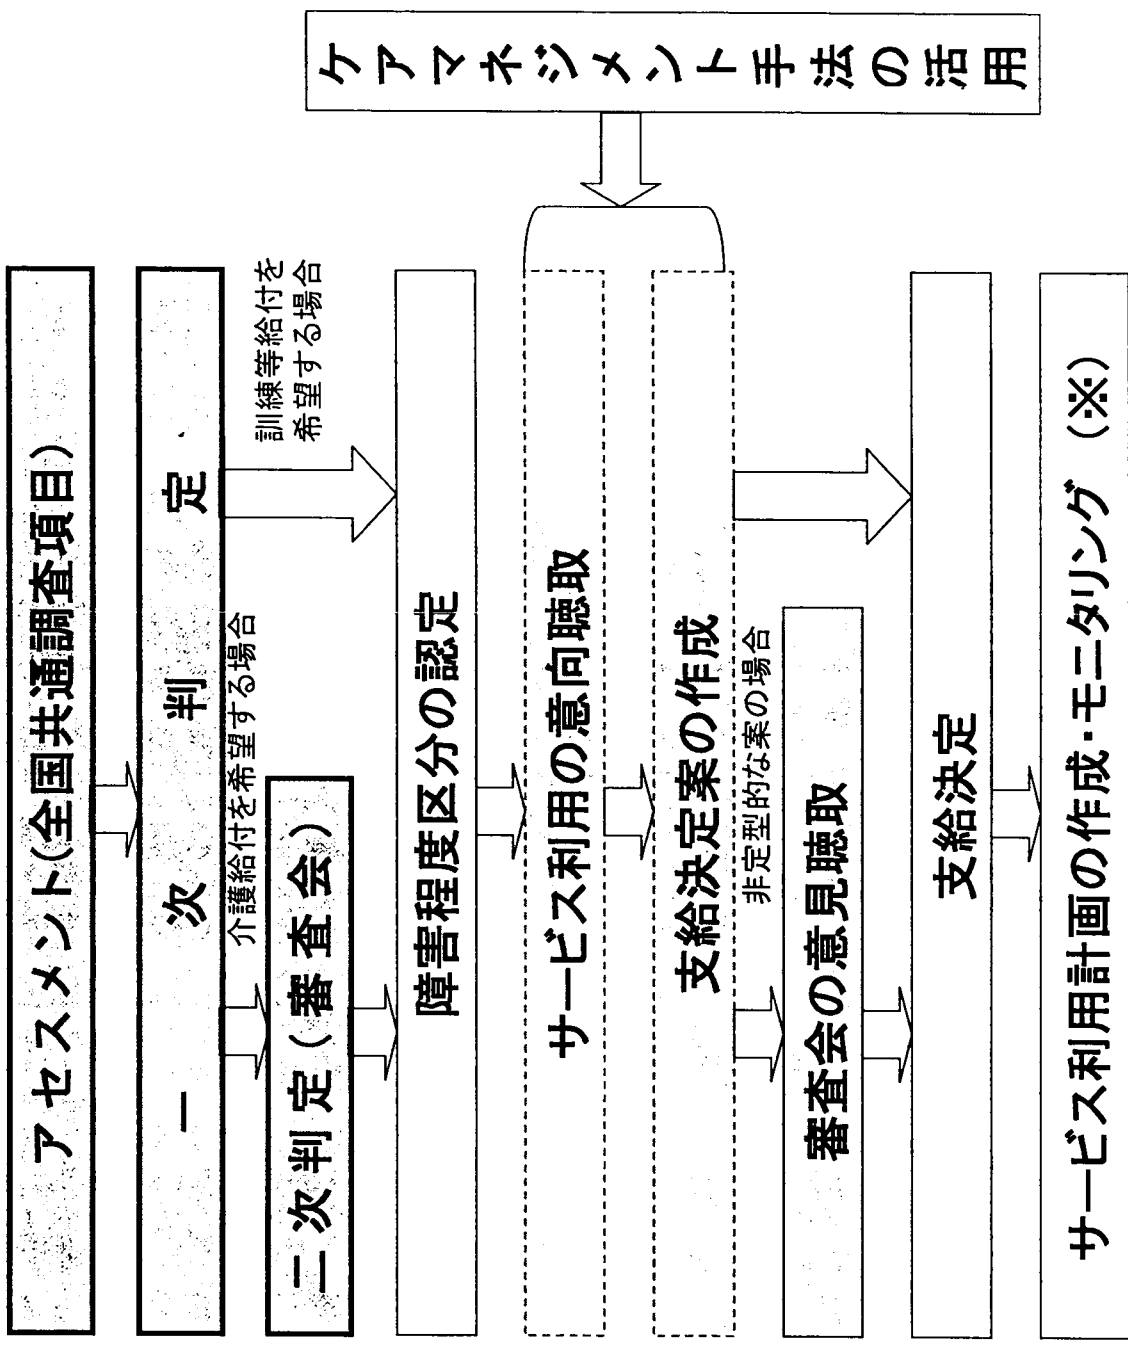 アセスメント(全国共通調査項目)
一次判定
介護給付を希望する場合
訓練等給付を
希望する場合
二次判定(審査会)
障害程度区分の認定
サービス利用の意向聴取
支給決定案の作成
ケアマネジメント手法の活用
非定型的な案の場合
審査会の意見聴取
支給決定
サービス利用計画の作成・モニタリング (※)